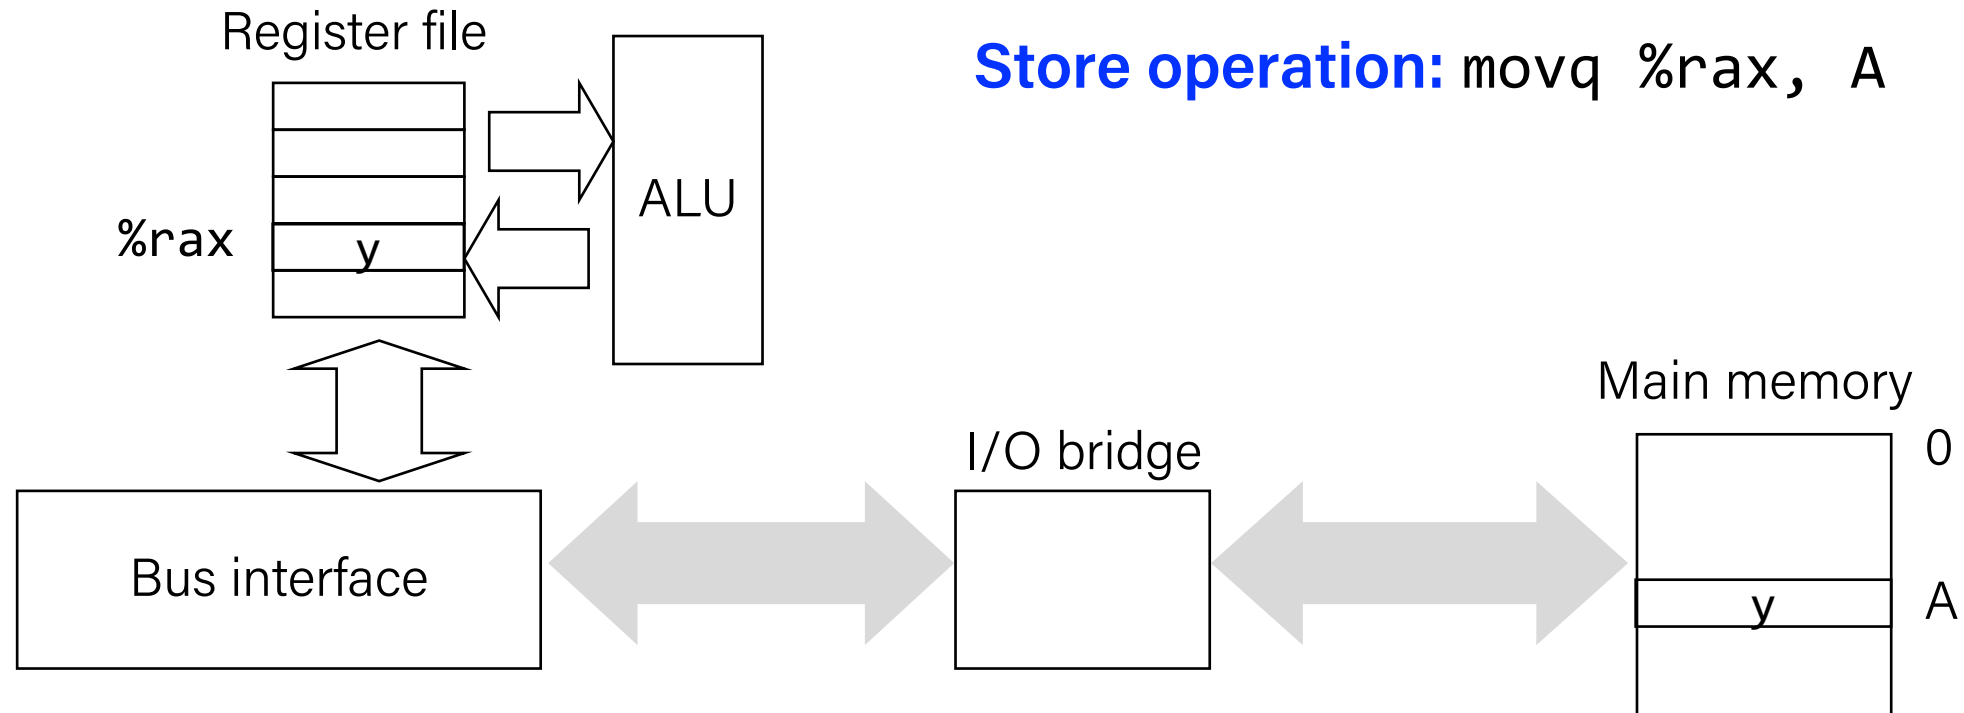 Register file
Store operation: movq %rax, A
ALU
%rax
y
Main memory
I/O bridge
0
Bus interface
y
A